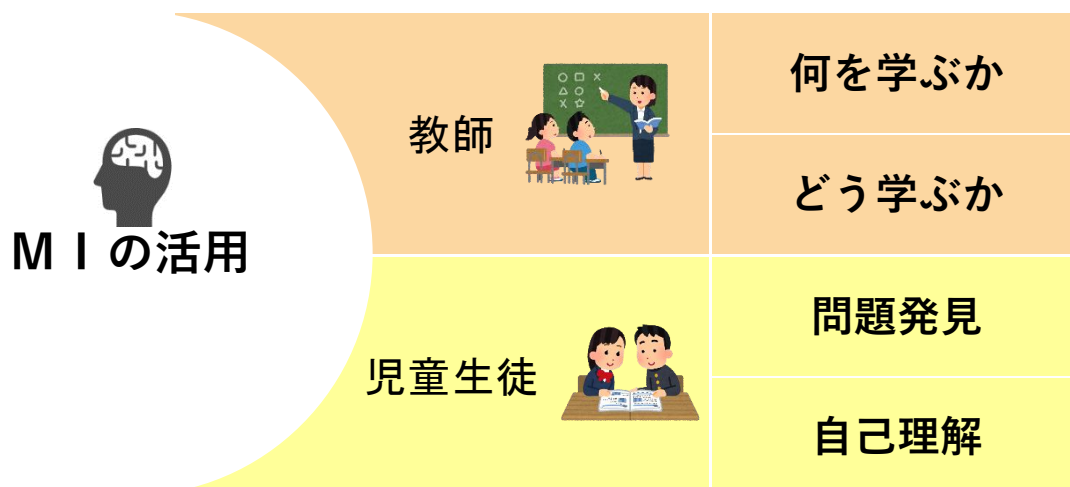 MIの活用
教師
何を学ぶか
どう学ぶか
児童生徒
問題発見
自己理解